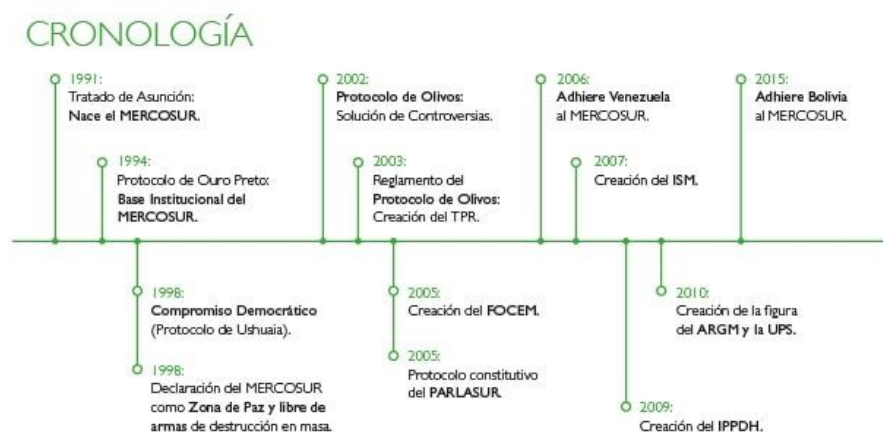 CRONOLOGÍA
1991:
Tratado de Asunción:
Nace el MERCOSUR.
1994:
Protocolo de Ouro Preto:
Base Institucional del
MERCOSUR.
1998:
Compromiso Democrático
(Protocolo de Ushuaia).
1998:
Declaración del MERCOSUR
como Zona de Paz y libre de
armas de destrucción en masa.
2002:
Protocolo de Olivos:
Solución de Controversias.
2003:
Reglamento del
Protocolo de Olivos:
Creación del TPR.
2005:
Creación del FOCEM.
2005:
Protocolo constitutivo
del PARLASUR
2006:
Adhiere Venezuela
al MERCOSUR.
2007:
Creación del ISM.
2009:
Creación del IPPDH.
2010:
Creación de la figura
del ARGM y la UPS.
2015:
Adhiere Bolivia
al MERCOSUR.